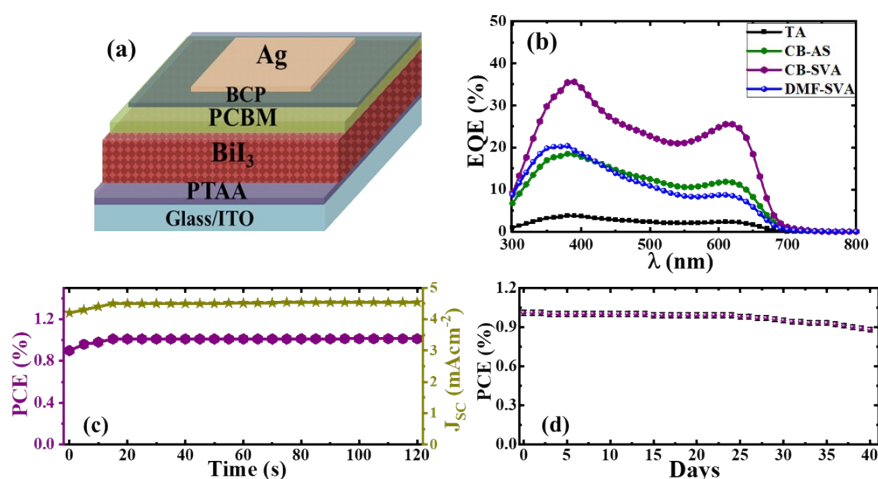 (a)
Ag
BCP
PCBM
BiI3
PTAA
Glass/ITO
(b)
TA
CB-AS
CB-SVA
DMF-SVA
EQE (%)
50
40
30
20
10
0
300 400 500 600 700 800
λ (nm)
(c)
PCE (%)
1.2
0.8
0.4
0.0
JSC (mAcm-2)
5
4
3
2
1
0
0 20 40 60 80 100 120
Time (s)
(d)
PCE (%)
1.2
0.9
0.6
0.3
0.0
0 5 10 15 20 25 30 35 40
Days